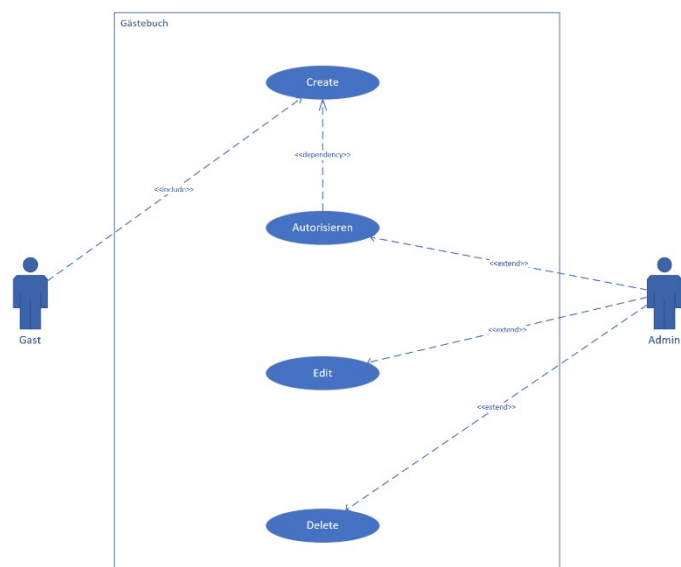 Gästebuch
Create
<<dependency>>
<<include>>
Autorisieren
<<extend>>
Gast
Admin
<<extend>>
Edit
<<extend>>
Delete